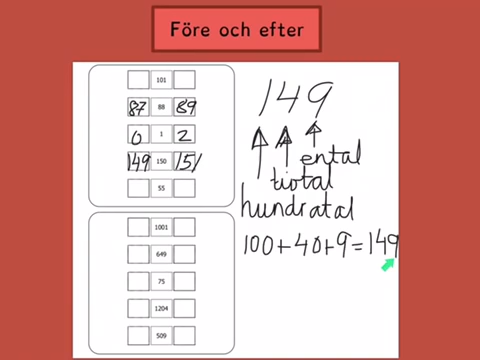 Före och efter
101
87 88 89
0 1 2
149 150 151
55
1001
649
75
1204
509
149
ental
tiotal
hundratal
100+40+9=149